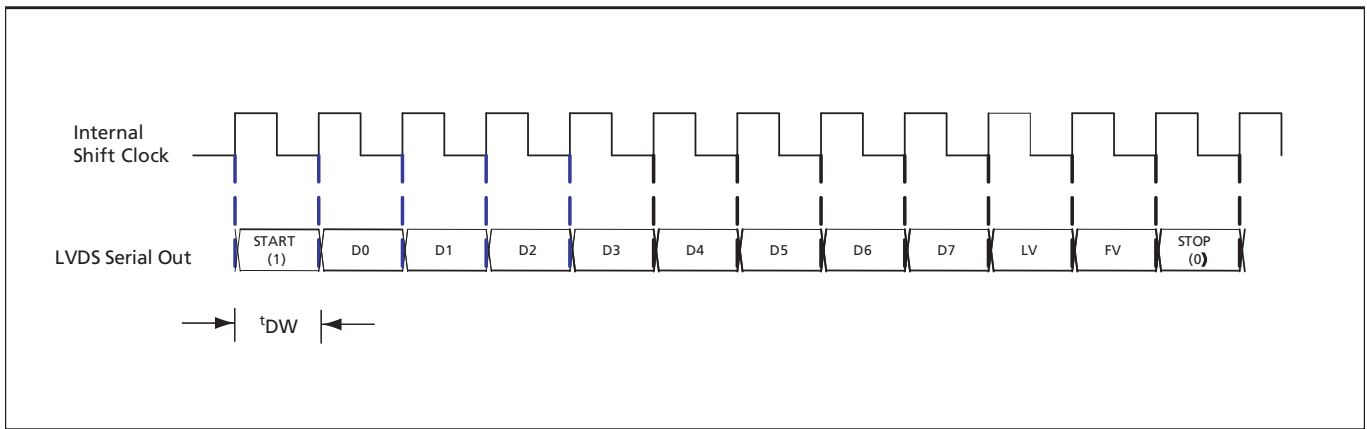 Internal
Shift Clock
LVDS Serial Out
START
(1)
D0
D1
D2
D3
D4
D5
D6
D7
LV
FV
STOP
(0)
tDW